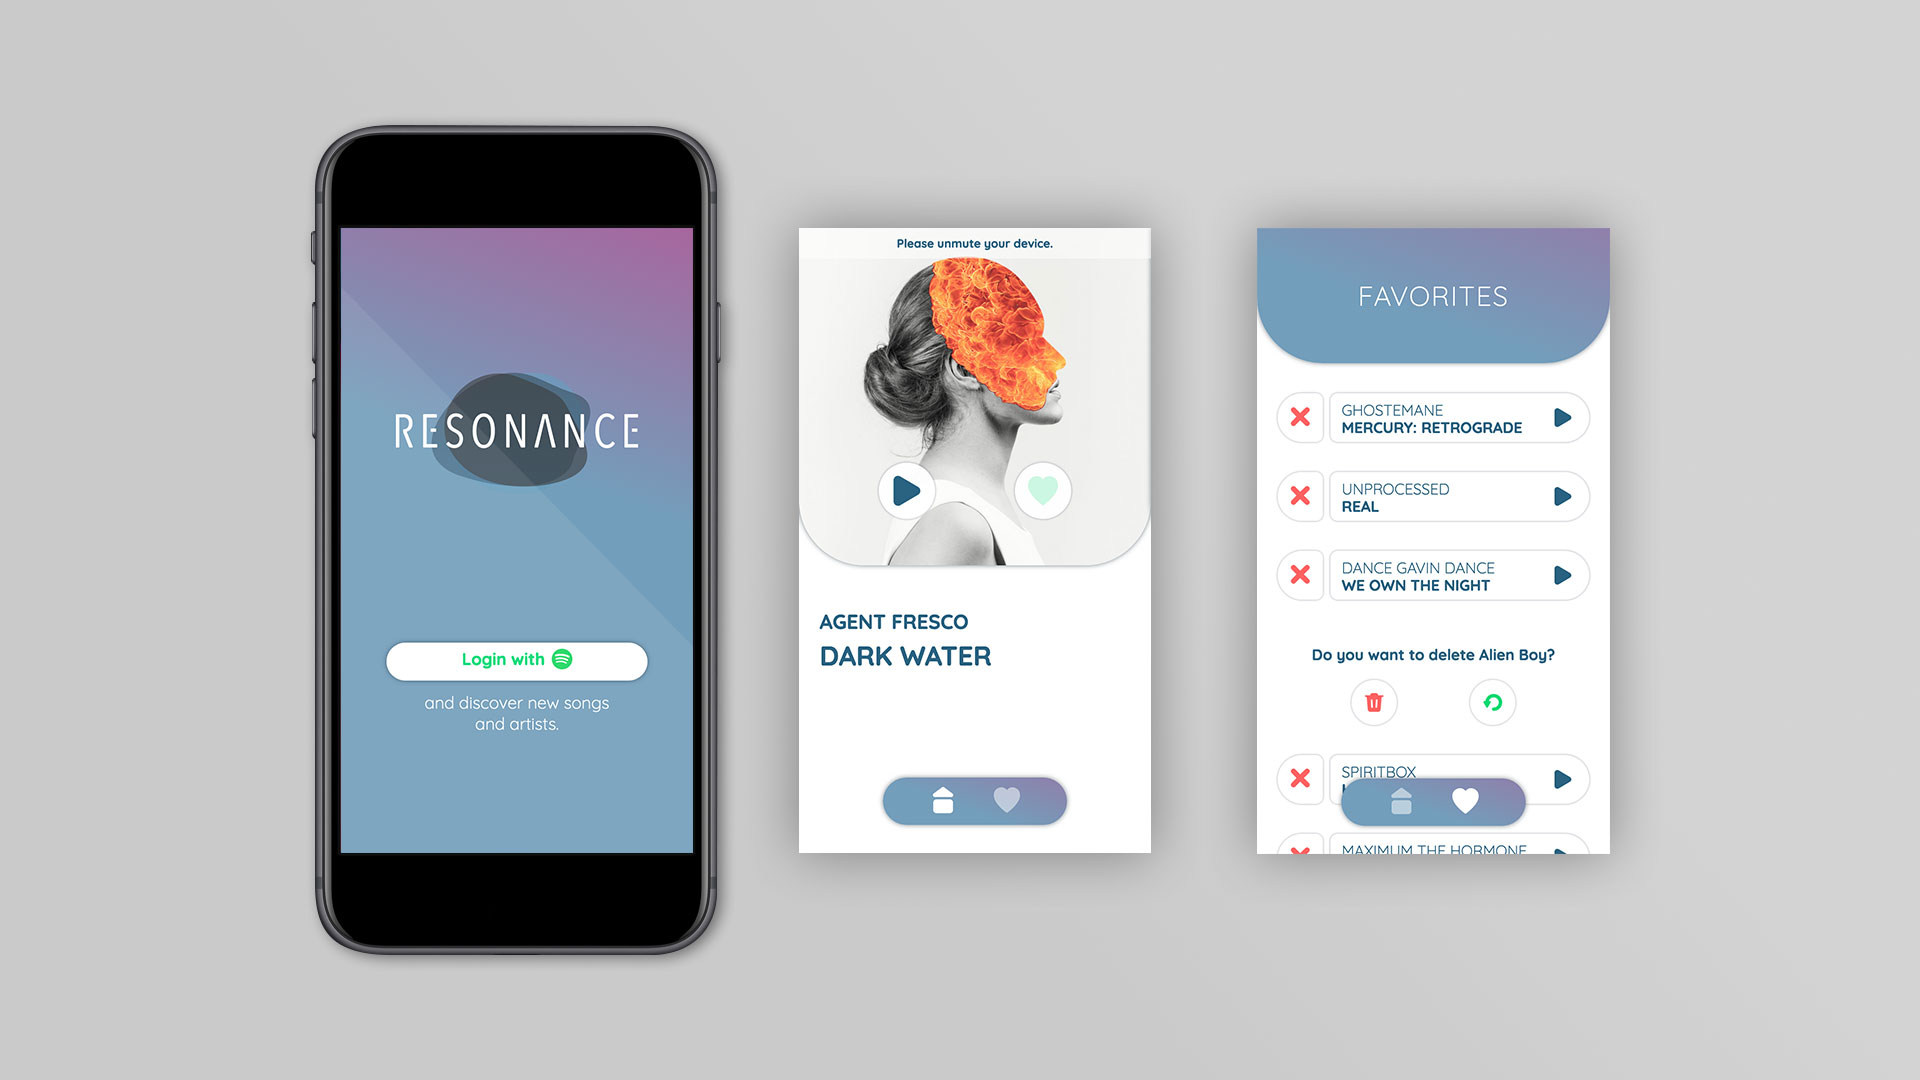 RESONANCE
Login with
and discover new songs
and artists.
Please unmute your device.
AGENT FRESCO
DARK WATER
FAVORITES
GHOSTEMANE
MERCURY: RETROGRADE
UNPROCESSED
REAL
DANCE GAVIN DANCE
WE OWN THE NIGHT
Do you want to delete Alien Boy?
SPIRITBOX
MAXIMUM THE HORMONE